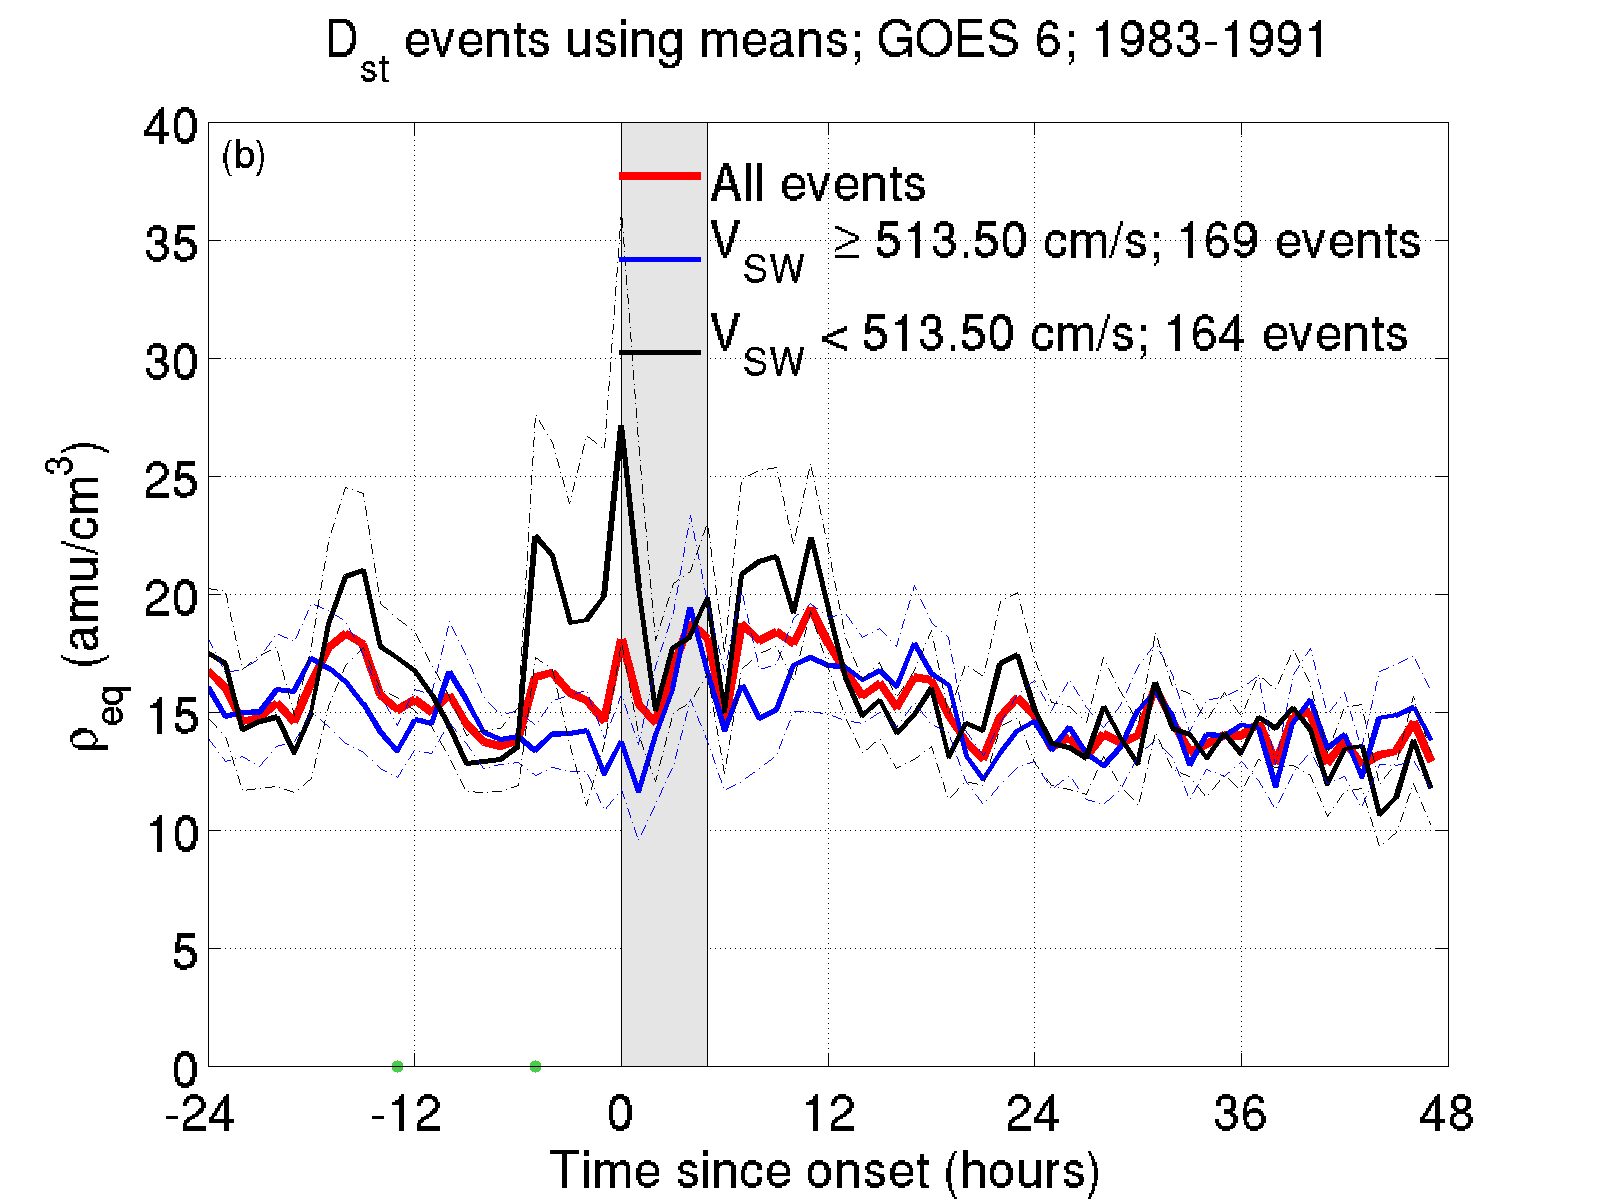 D_st events using means; GOES 6; 1983-1991
(b)
All events
V_SW ≥ 513.50 cm/s; 169 events
V_SW < 513.50 cm/s; 164 events
ρ_eq (amu/cm³)
40
35
30
25
20
15
10
5
0
-24 -12 0 12 24 36 48
Time since onset (hours)